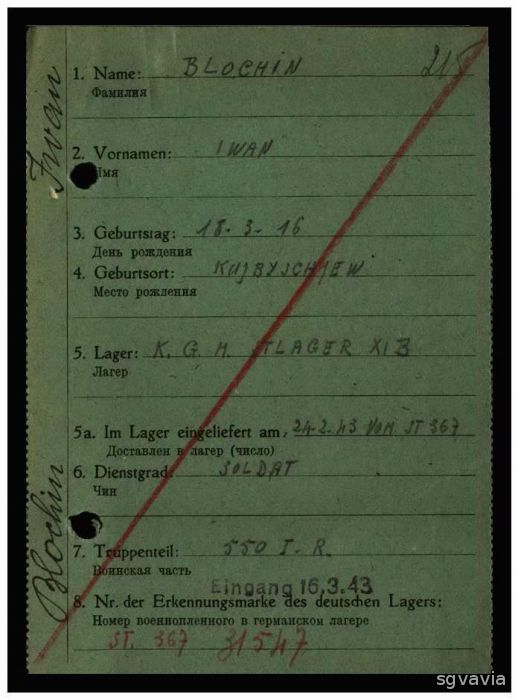 215
1. Name: BLOCHIN
Фамилия
2. Vornamen: IWAN
Имя
3. Geburtstag: 18.3.16
День рождения
4. Geburtsort: KUJBYSCHJEW
Место рождения
5. Lager: K. G. M. STLAGER XI B
Лагер
5a. Im Lager eingeliefert am, 24.2.43 VOM ST 367
Доставлен в лагер (число)
6. Dienstgrad: SOLDAT
Чин
7. Truppenteil: 550 I. R.
Воинская часть
Eingang 16.3.43
8. Nr. der Erkennungsmarke des deutschen Lagers:
Номер военнопленного в германском лагере
ST. 367 31547
Blochin Iwan
sgvavia